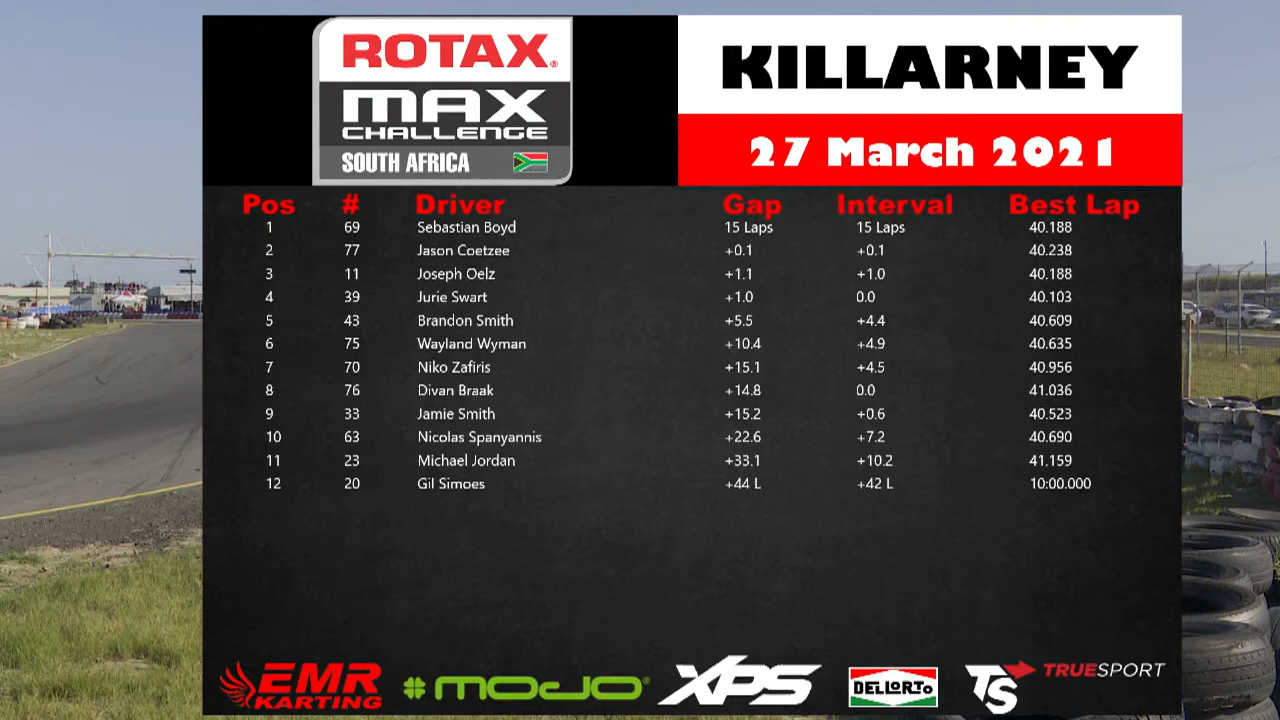 ROTAX®
MAX
CHALLENGE
SOUTH AFRICA
KILLARNEY
27 March 2021
Pos # Driver Gap Interval Best Lap
1 69 Sebastian Boyd 15 Laps 15 Laps 40.188
2 77 Jason Coetzee +0.1 +0.1 40.238
3 11 Joseph Oelz +1.1 +1.0 40.188
4 39 Jurie Swart +1.0 0.0 40.103
5 43 Brandon Smith +5.5 +4.4 40.609
6 75 Wayland Wyman +10.4 +4.9 40.635
7 70 Niko Zafiris +15.1 +4.5 40.956
8 76 Divan Braak +14.8 0.0 41.036
9 33 Jamie Smith +15.2 +0.6 40.523
10 63 Nicolas Spanyannis +22.6 +7.2 40.690
11 23 Michael Jordan +33.1 +10.2 41.159
12 20 Gil Simoes +44 L +42 L 10:00.000
EMR
KARTING
MOJO®
XPS
DELLORTO
TS TRUESPORT